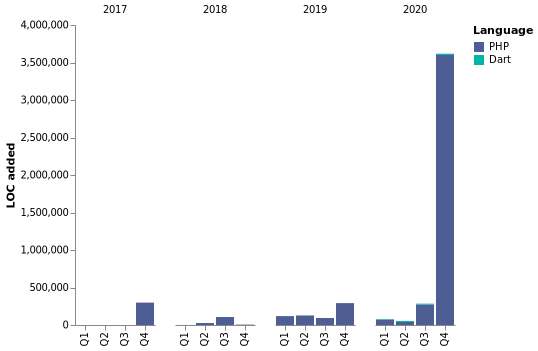 2017 2018 2019 2020
4,000,000
3,500,000
3,000,000
2,500,000
2,000,000
1,500,000
1,000,000
500,000
0
LOC added
Q1 Q2 Q3 Q4 Q1 Q2 Q3 Q4 Q1 Q2 Q3 Q4 Q1 Q2 Q3 Q4
Language
PHP
Dart